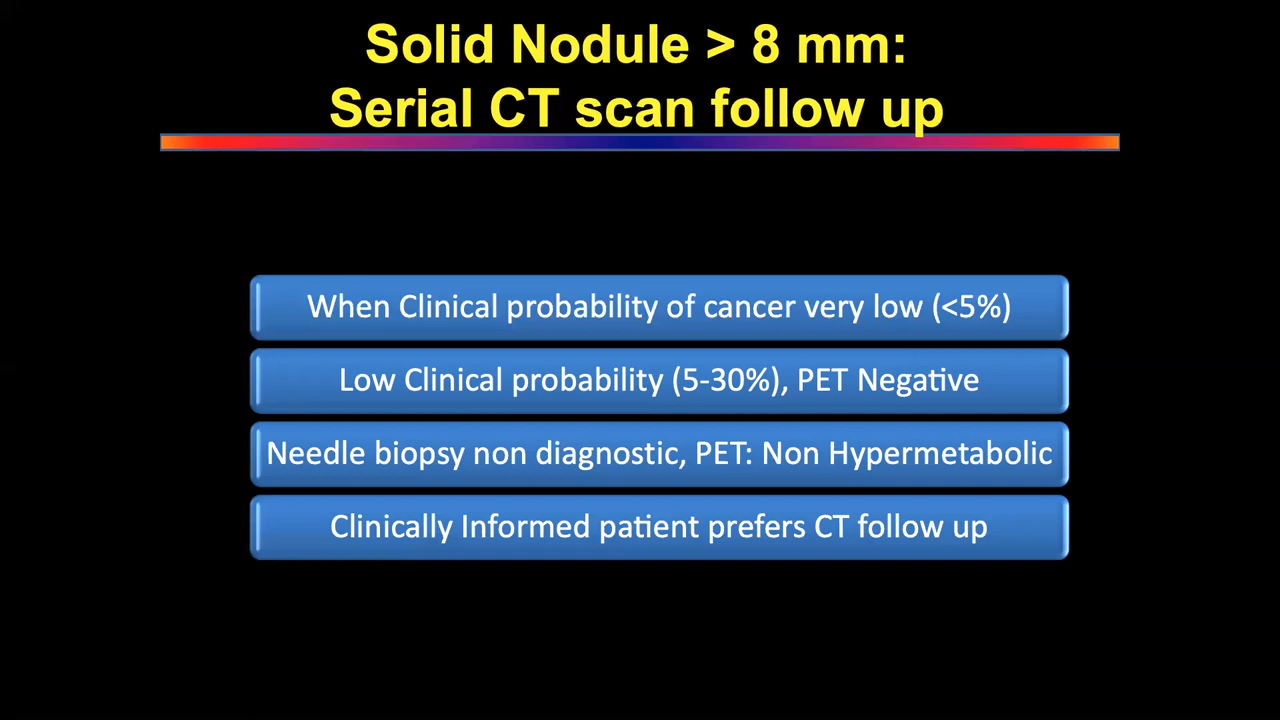 Solid Nodule > 8 mm:
Serial CT scan follow up
When Clinical probability of cancer very low (<5%)
Low Clinical probability (5-30%), PET Negative
Needle biopsy non diagnostic, PET: Non Hypermetabolic
Clinically Informed patient prefers CT follow up